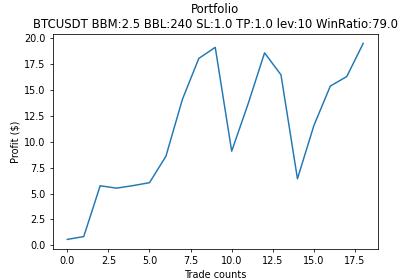 Portfolio
BTCUSDT BBM:2.5 BBL:240 SL:1.0 TP:1.0 lev:10 WinRatio:79.0
20.0
17.5
15.0
12.5
10.0
7.5
5.0
2.5
0.0
Profit ($)
0.0 2.5 5.0 7.5 10.0 12.5 15.0 17.5
Trade counts